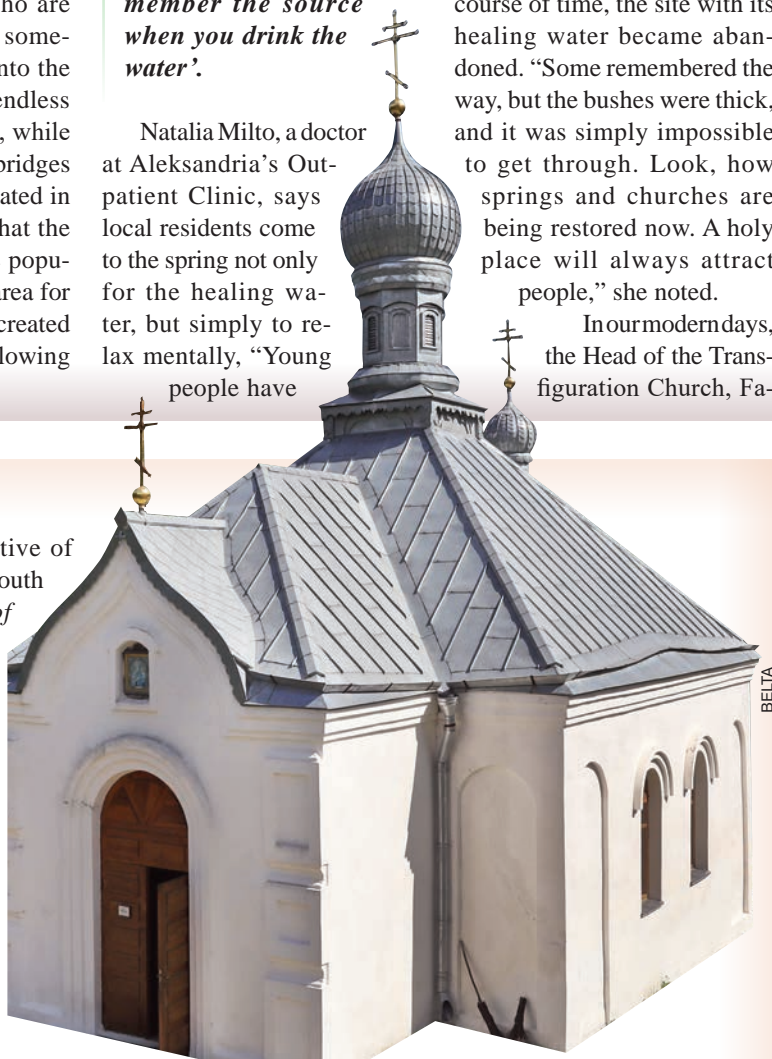 ho are
some-
nto the
endless
, while
bridges
ated in
hat the
popu-
area for
created
lowing
member the source
when you drink the
water'.
Natalia Milto, a doctor
at Aleksandria's Out-
patient Clinic, says
local residents come
to the spring not only
for the healing wa-
ter, but simply to re-
lax mentally, “Young
people have
course of time, the site with its
healing water became aban-
doned. “Some remembered the
way, but the bushes were thick,
and it was simply impossible
to get through. Look, how
springs and churches are
being restored now. A holy
place will always attract
people,” she noted.
In our modern days,
the Head of the Trans-
figuration Church, Fa-
tive of
outh
of
BELTA